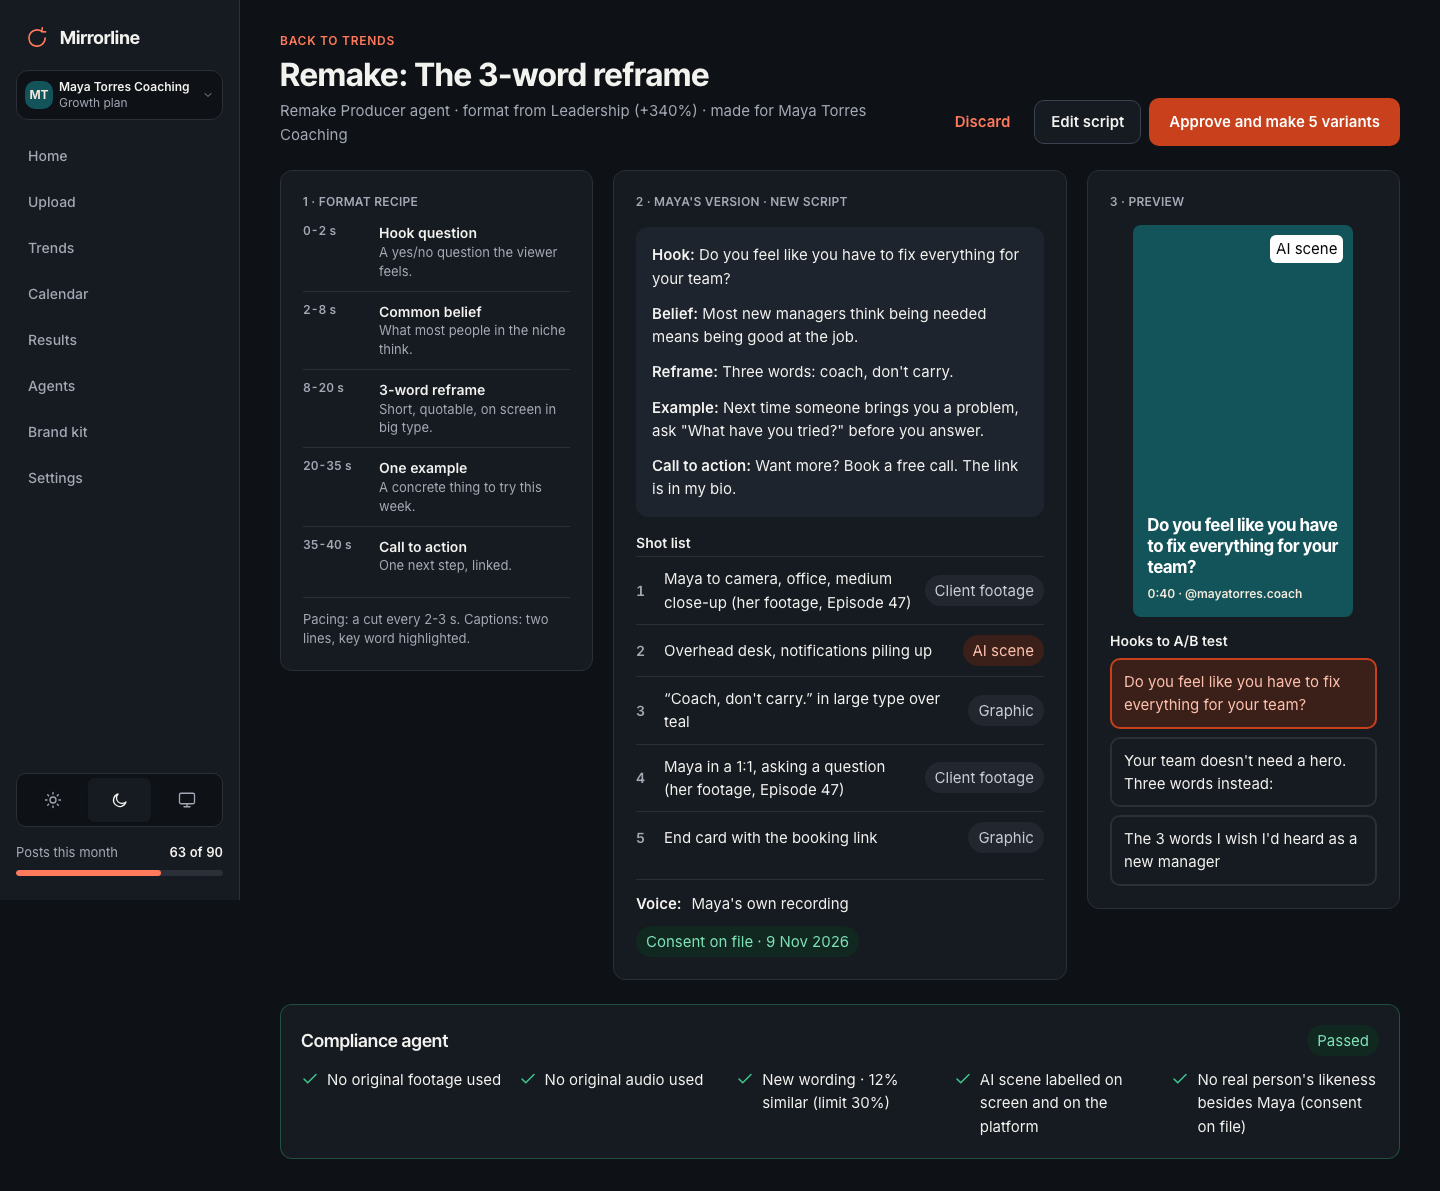 Mirrorline
MT
Maya Torres Coaching
Growth plan
Home
Upload
Trends
Calendar
Results
Agents
Brand kit
Settings
Posts this month
63 of 90
BACK TO TRENDS
Remake: The 3-word reframe
Remake Producer agent · format from Leadership (+340%) · made for Maya Torres
Coaching
Discard
Edit script
Approve and make 5 variants
1 · FORMAT RECIPE
0-2 s
Hook question
A yes/no question the viewer
feels.
2-8 s
Common belief
What most people in the niche
think.
8-20 s
3-word reframe
Short, quotable, on screen in
big type.
20-35 s
One example
A concrete thing to try this
week.
35-40 s
Call to action
One next step, linked.
Pacing: a cut every 2-3 s. Captions: two
lines, key word highlighted.
2 · MAYA'S VERSION · NEW SCRIPT
Hook: Do you feel like you have to fix everything for
your team?
Belief: Most new managers think being needed
means being good at the job.
Reframe: Three words: coach, don't carry.
Example: Next time someone brings you a problem,
ask "What have you tried?" before you answer.
Call to action: Want more? Book a free call. The link
is in my bio.
Shot list
1
Maya to camera, office, medium
close-up (her footage, Episode 47)
Client footage
2
Overhead desk, notifications piling up
AI scene
3
“Coach, don't carry.” in large type over
teal
Graphic
4
Maya in a 1:1, asking a question
(her footage, Episode 47)
Client footage
5
End card with the booking link
Graphic
Voice: Maya's own recording
Consent on file · 9 Nov 2026
3 · PREVIEW
AI scene
Do you feel like you have
to fix everything for your
team?
0:40 · @mayatorres.coach
Hooks to A/B test
Do you feel like you have to fix
everything for your team?
Your team doesn't need a hero.
Three words instead:
The 3 words I wish I'd heard as a
new manager
Compliance agent
Passed
No original footage used
No original audio used
New wording · 12%
similar (limit 30%)
AI scene labelled on
screen and on the
platform
No real person's likeness
besides Maya (consent
on file)